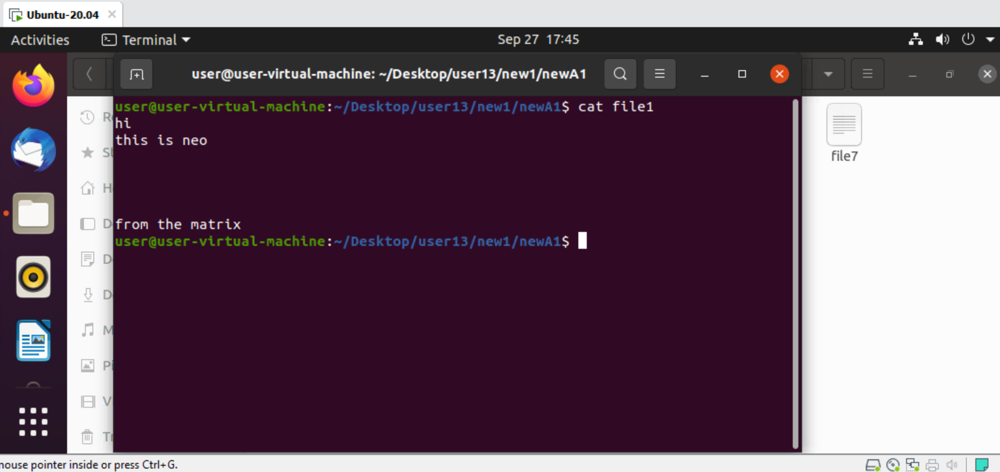 Ubuntu-20.04
Activities
Terminal
Sep 27 17:45
user@user-virtual-machine: ~/Desktop/user13/new1/newA1
user@user-virtual-machine:~/Desktop/user13/new1/newA1$ cat file1
hi
this is neo
from the matrix
user@user-virtual-machine:~/Desktop/user13/new1/newA1$
file7
pointer inside or press Ctrl+G.